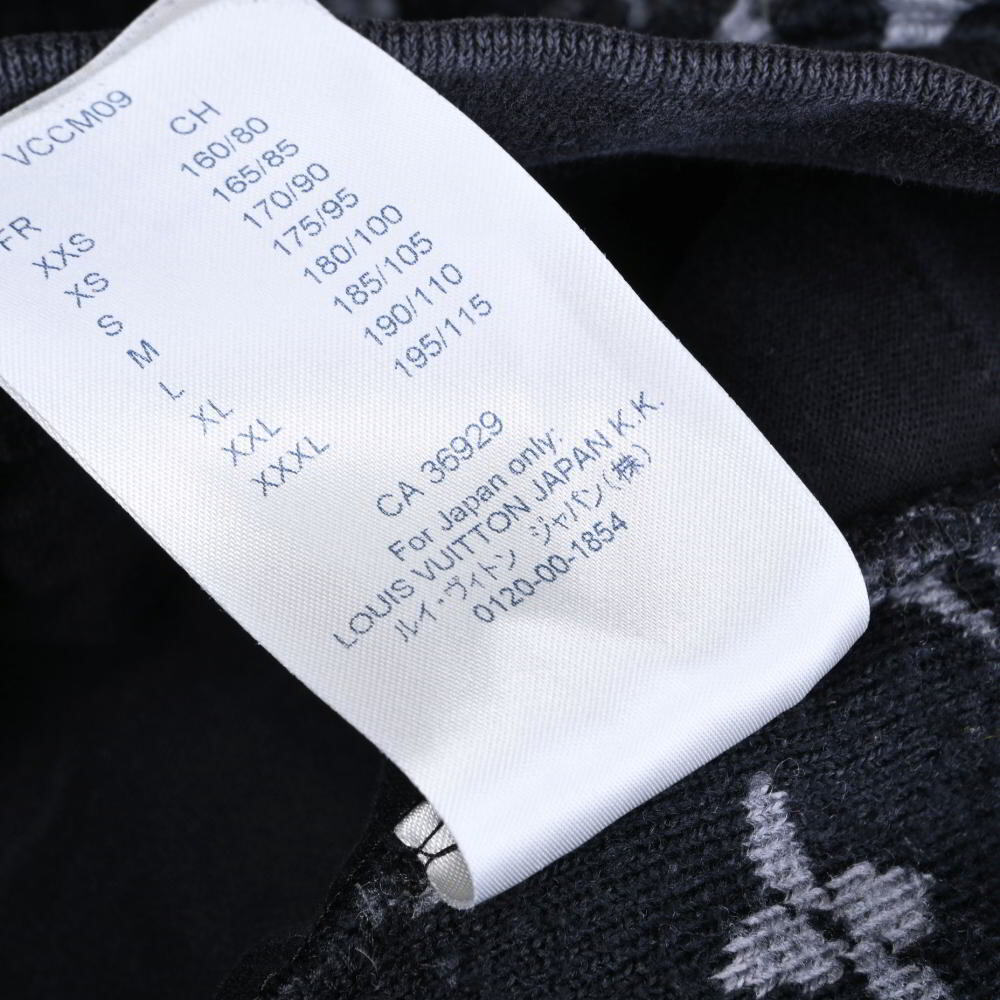 VCCM09
FR CH
XXS 160/80
XS 165/85
S 170/90
M 175/95
L 180/100
XL 185/105
XXL 190/110
XXXL 195/115
CA 36929
For Japan only:
LOUIS VUITTON JAPAN K.K.
ルイ・ヴィトン ジャパン(株)
0120-00-1854